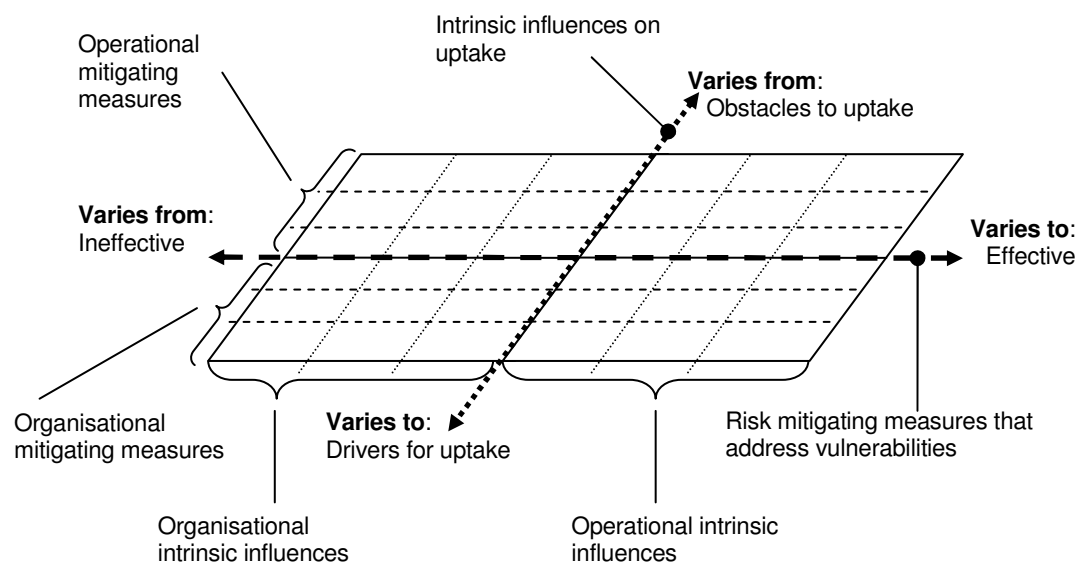 Operational
mitigating
measures
Intrinsic influences on
uptake
Varies from:
Obstacles to uptake
Varies from:
Ineffective
Varies to:
Effective
Organisational
mitigating measures
Varies to:
Drivers for uptake
Risk mitigating measures that
address vulnerabilities
Organisational
intrinsic influences
Operational intrinsic
influences